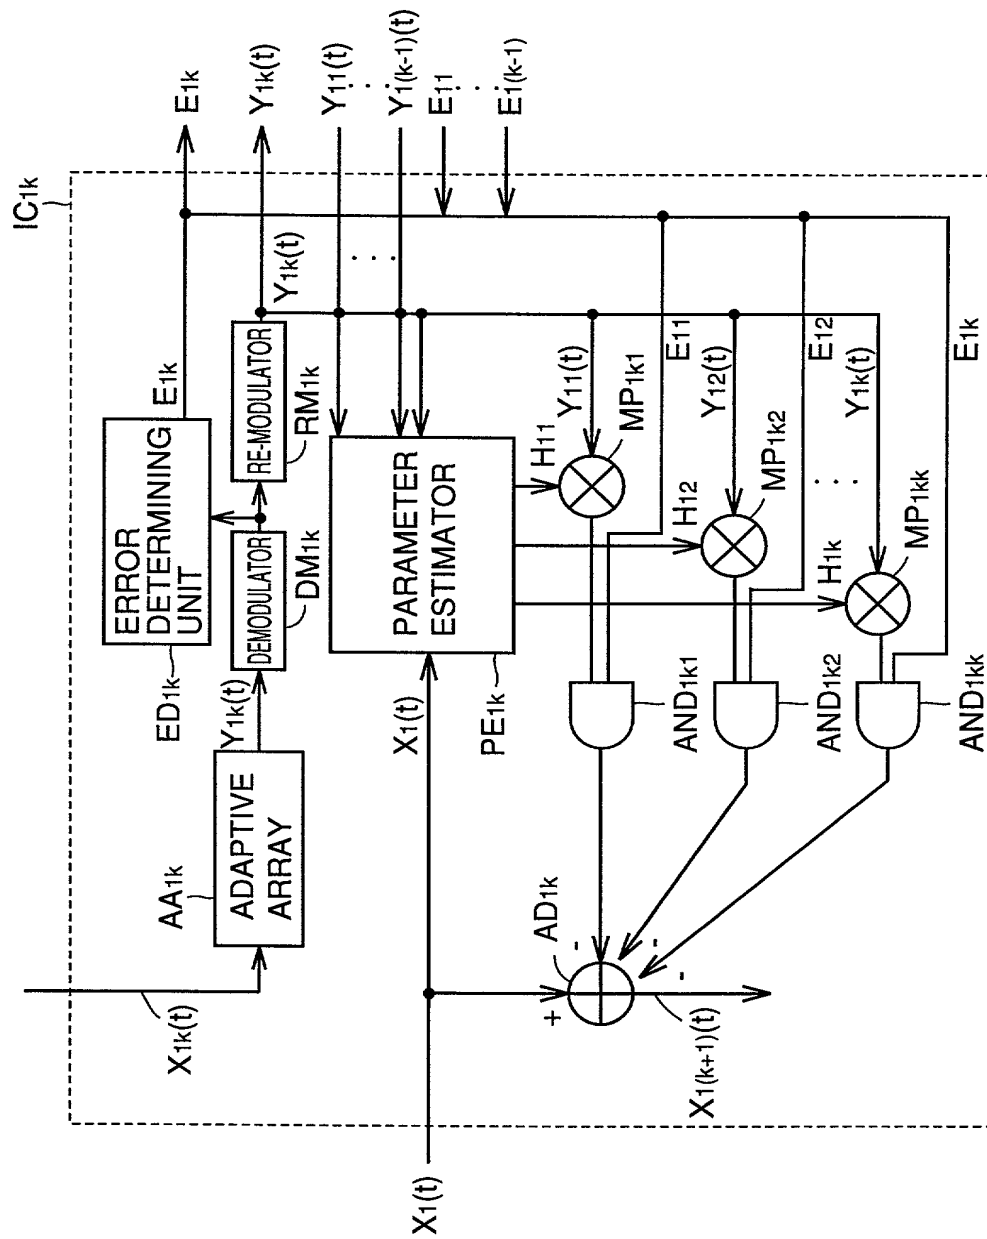 IC1k
E1k
Y1k(t)
Y11(t)
. . . .
Y1(k-1)(t)
E11
. . . .
E1(k-1)
E1k
Y1k(t)
. . . .
ERROR
DETERMINING
UNIT
ED1k
RE-MODULATOR
RM1k
DEMODULATOR
DM1k
Y1k(t)
ADAPTIVE
ARRAY
AA1k
X1k(t)
PARAMETER
ESTIMATOR
PE1k
X1(t)
X1(t)
H11
Y11(t)
MP1k1
E11
H12
Y12(t)
MP1k2
E12
. . . .
H1k
Y1k(t)
MP1kk
E1k
AND1k1
AND1k2
AND1kk
AD1k
+
-
-
-
X1(k+1)(t)